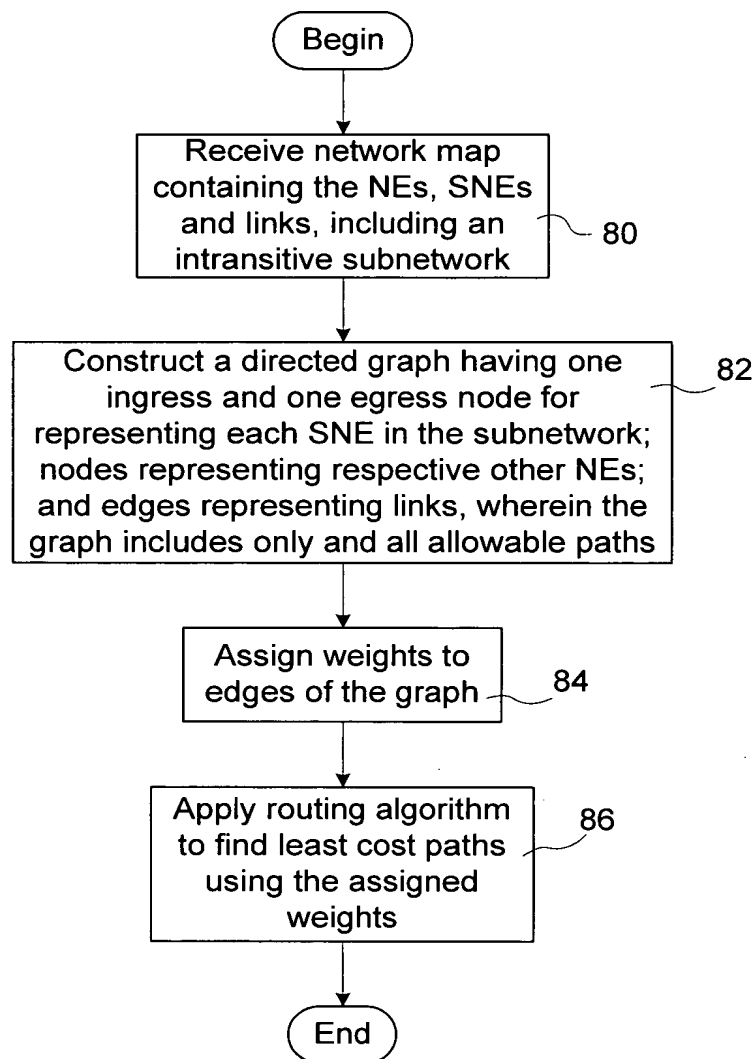 Begin
Receive network map
containing the NEs, SNEs
and links, including an
intransitive subnetwork
80
Construct a directed graph having one
ingress and one egress node for
representing each SNE in the subnetwork;
nodes representing respective other NEs;
and edges representing links, wherein the
graph includes only and all allowable paths
82
Assign weights to
edges of the graph
84
Apply routing algorithm
to find least cost paths
using the assigned
weights
86
End